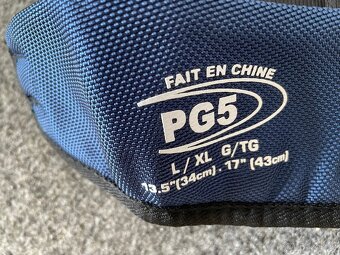 FAIT EN CHINE
PG5
L / XL G/TG
13.5"(34cm) - 17" (43cm)